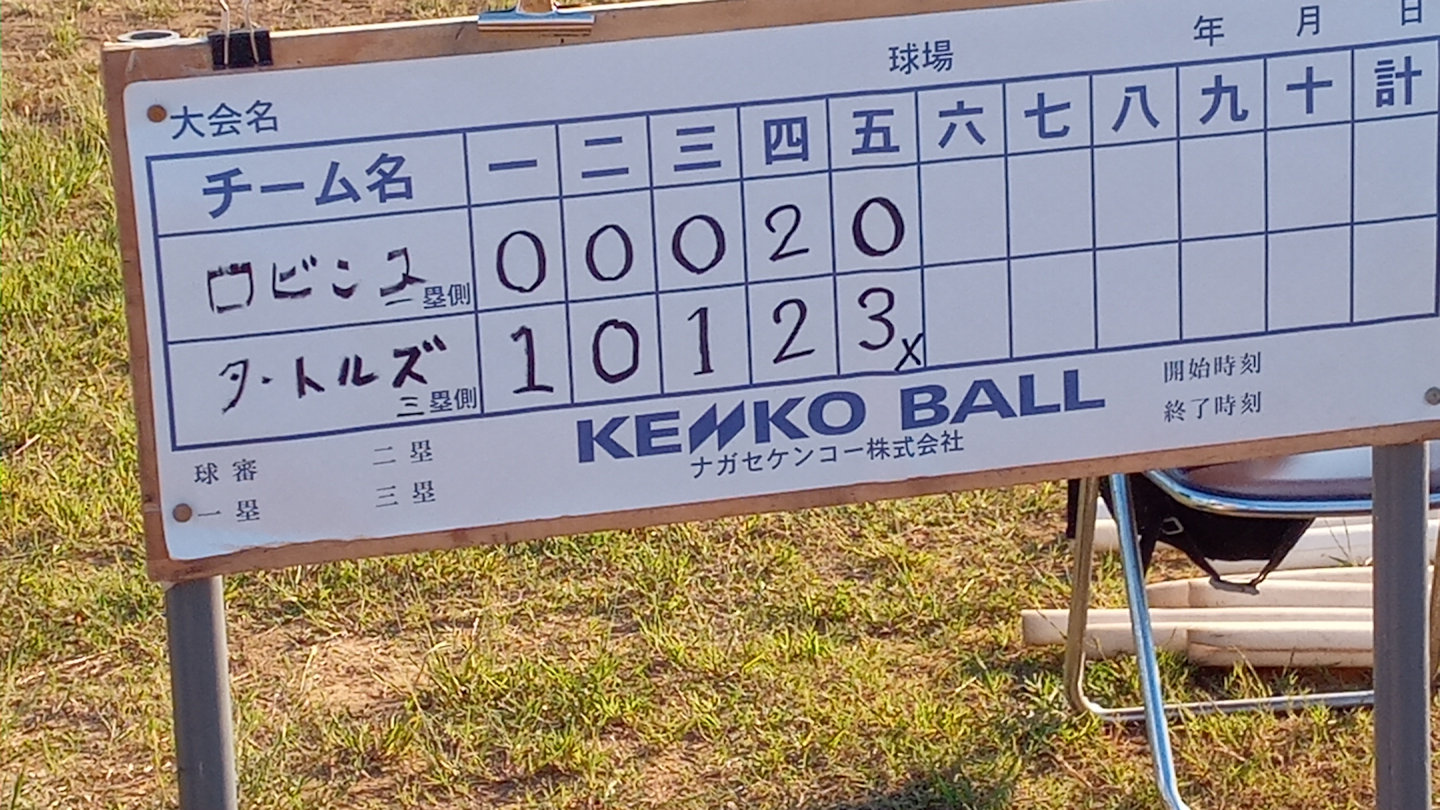 年 月 日
球場
大会名
チーム名 一 二 三 四 五 六 七 八 九 十 計
ロビンス 一塁側 0 0 0 2 0
タートルズ 三塁側 1 0 1 2 3x
KENKO BALL
ナガセケンコー株式会社
開始時刻
終了時刻
球審 二塁
一塁 三塁